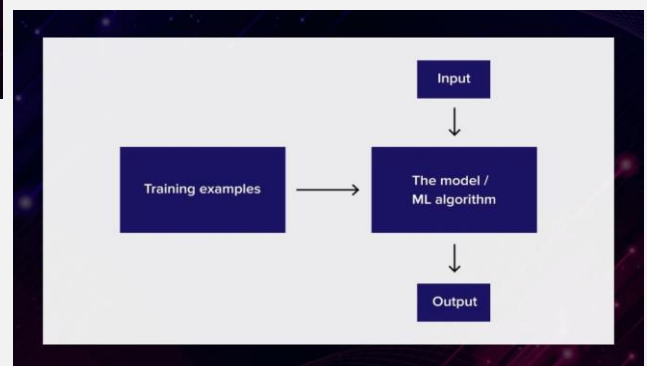 Input
Training examples
The model /
ML algorithm
Output